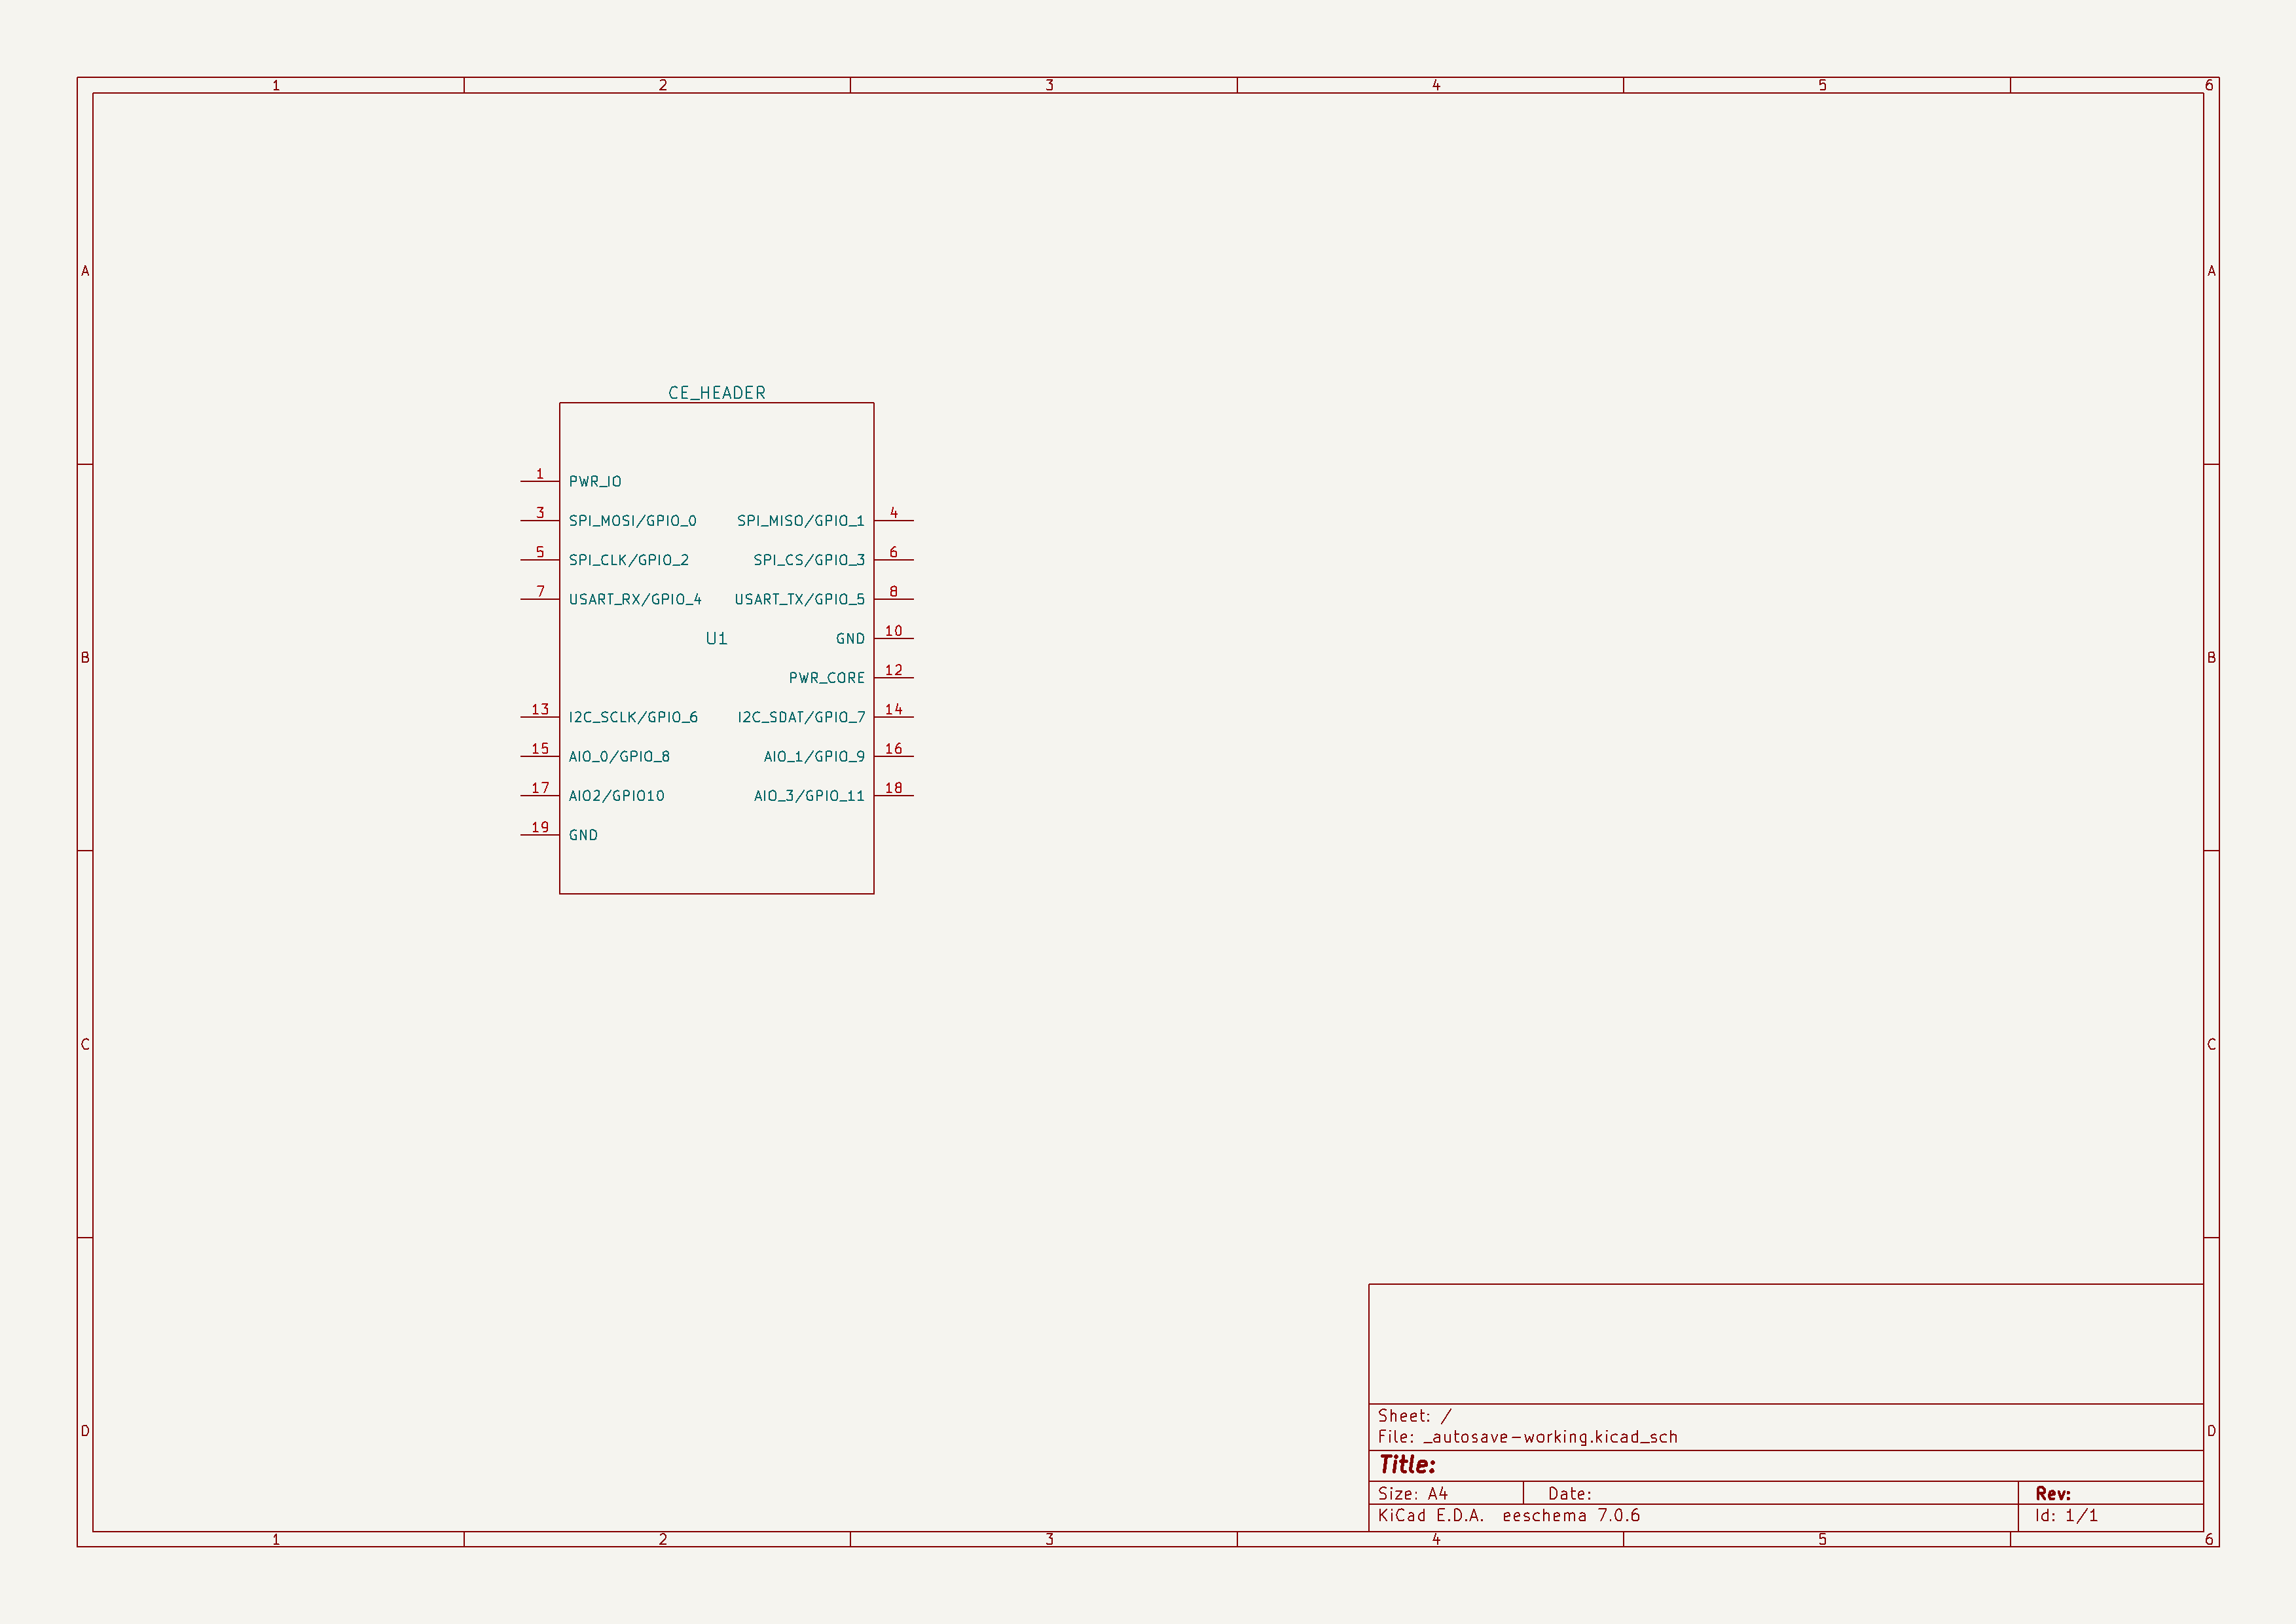 1 2 3 4 5 6
A A
CE_HEADER
1 PWR_IO
3 SPI_MOSI/GPIO_0 SPI_MISO/GPIO_1 4
5 SPI_CLK/GPIO_2 SPI_CS/GPIO_3 6
7 USART_RX/GPIO_4 USART_TX/GPIO_5 8
U1 GND 10
B B
PWR_CORE 12
13 I2C_SCLK/GPIO_6 I2C_SDAT/GPIO_7 14
15 AIO_0/GPIO_8 AIO_1/GPIO_9 16
17 AIO2/GPIO10 AIO_3/GPIO_11 18
19 GND
C C
Sheet: /
D D
File: _autosave-working.kicad_sch
Title:
Size: A4 Date: Rev:
KiCad E.D.A. eeschema 7.0.6 Id: 1/1
1 2 3 4 5 6